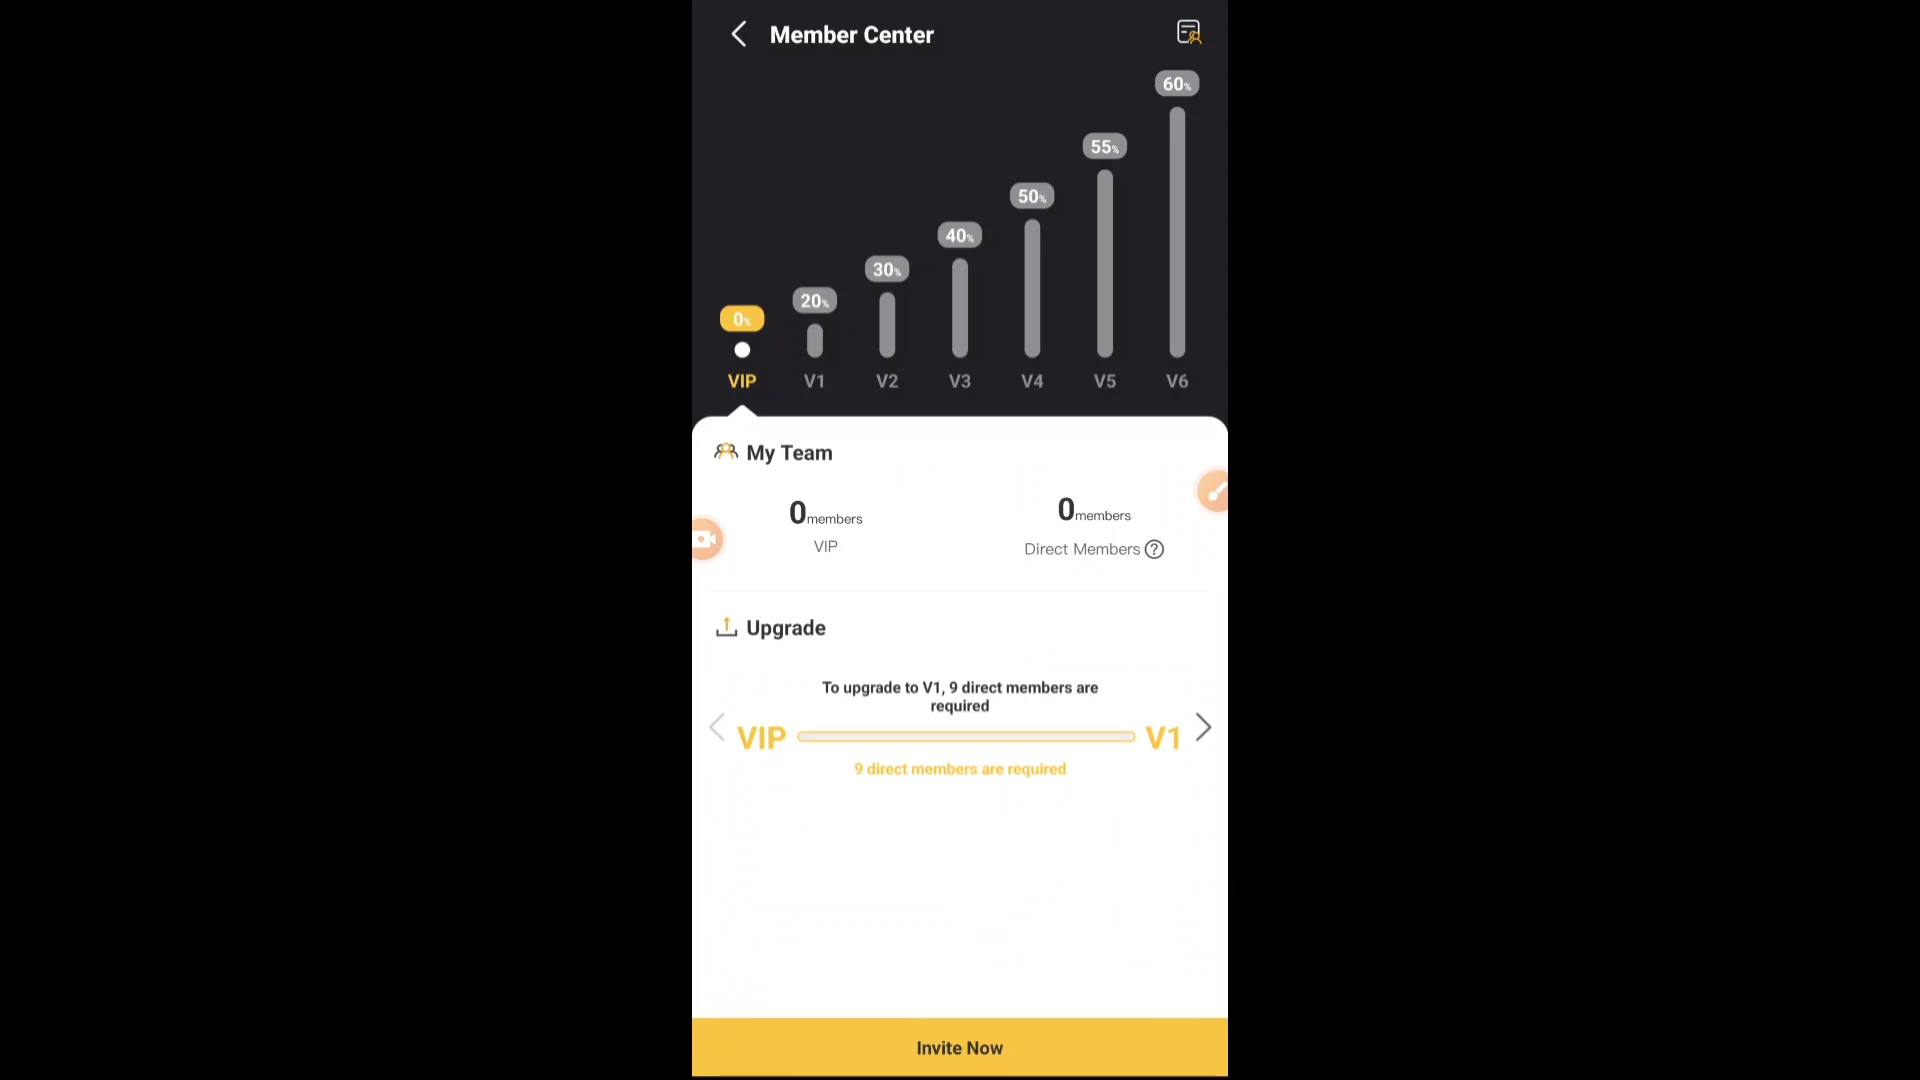 Member Center
60%
55%
50%
40%
30%
20%
0%
VIP V1 V2 V3 V4 V5 V6
My Team
0members 0members
VIP Direct Members ?
Upgrade
To upgrade to V1, 9 direct members are
required
VIP V1
9 direct members are required
Invite Now